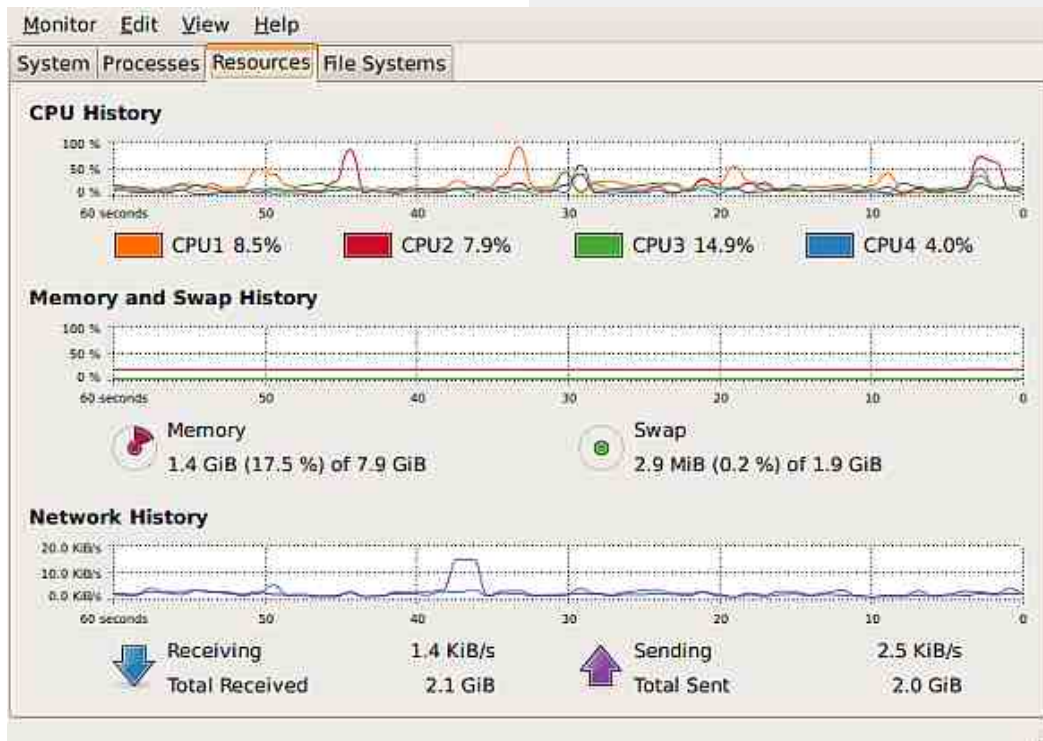 Monitor Edit View Help
System Processes Resources File Systems
CPU History
100 %
50 %
0 %
60 seconds 50 40 30 20 10 0
CPU1 8.5% CPU2 7.9% CPU3 14.9% CPU4 4.0%
Memory and Swap History
100 %
50 %
0 %
60 seconds 50 40 30 20 10 0
Memory Swap
1.4 GiB (17.5 %) of 7.9 GiB 2.9 MiB (0.2 %) of 1.9 GiB
Network History
20.0 KiB/s
10.0 KiB/s
0.0 KiB/s
60 seconds 50 40 30 20 10 0
Receiving 1.4 KiB/s Sending 2.5 KiB/s
Total Received 2.1 GiB Total Sent 2.0 GiB